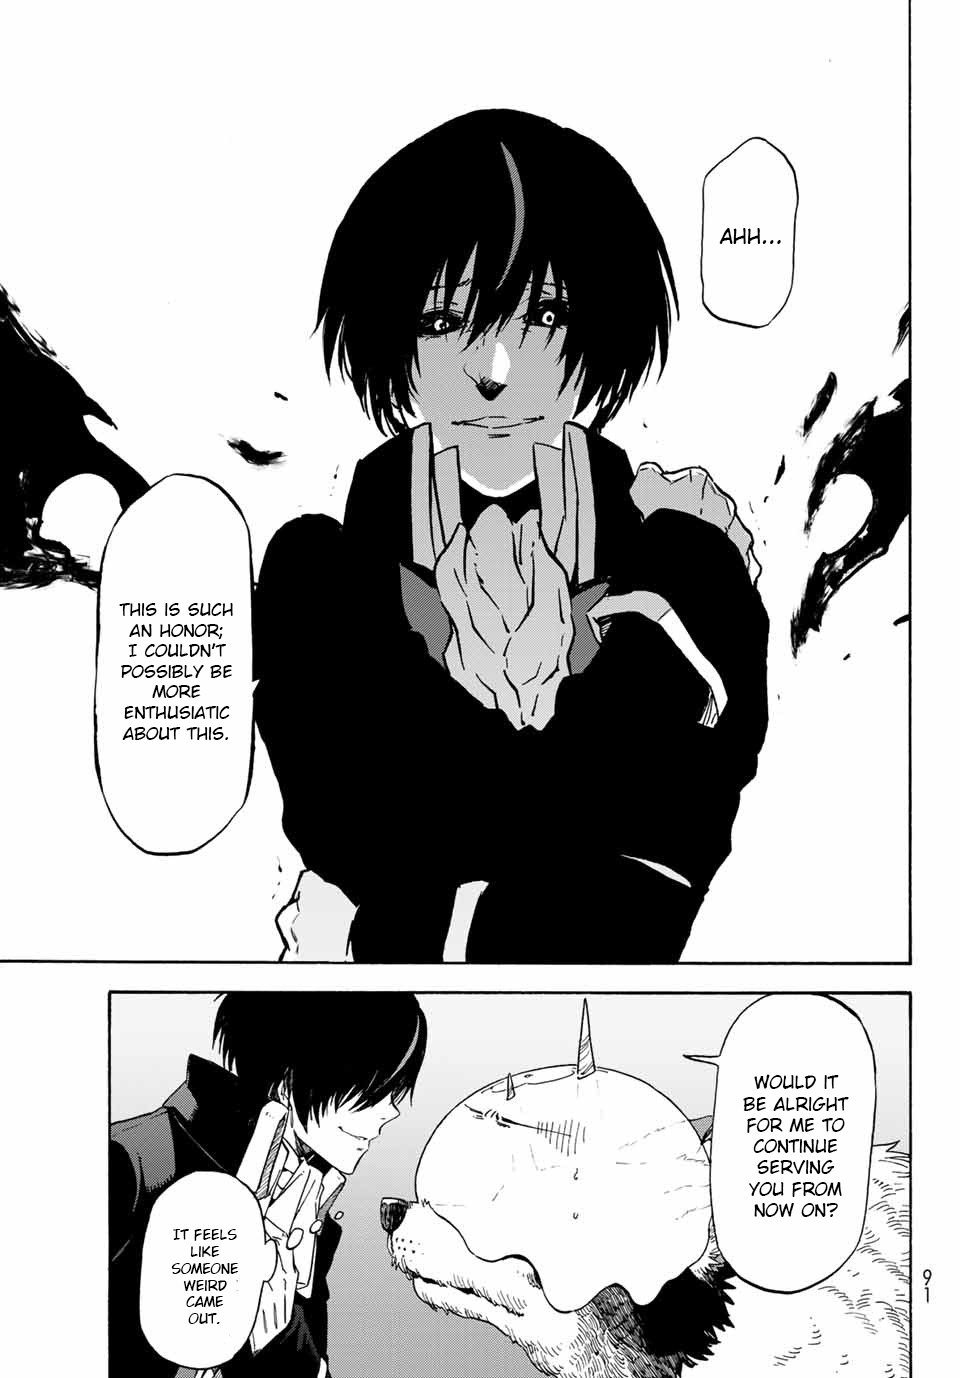 AHH...
THIS IS SUCH
AN HONOR;
I COULDN'T
POSSIBLY BE
MORE
ENTHUSIATIC
ABOUT THIS.
WOULD IT
BE ALRIGHT
FOR ME TO
CONTINUE
SERVING
YOU FROM
NOW ON?
IT FEELS
LIKE
SOMEONE
WEIRD
CAME
OUT.
91